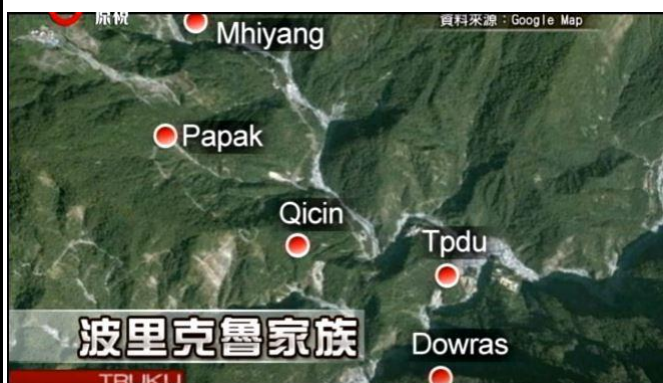 原視
資料來源：Google Map
Mhiyang
Papak
Qicin
Tpdu
波里克魯家族
Dowras
TRUKU